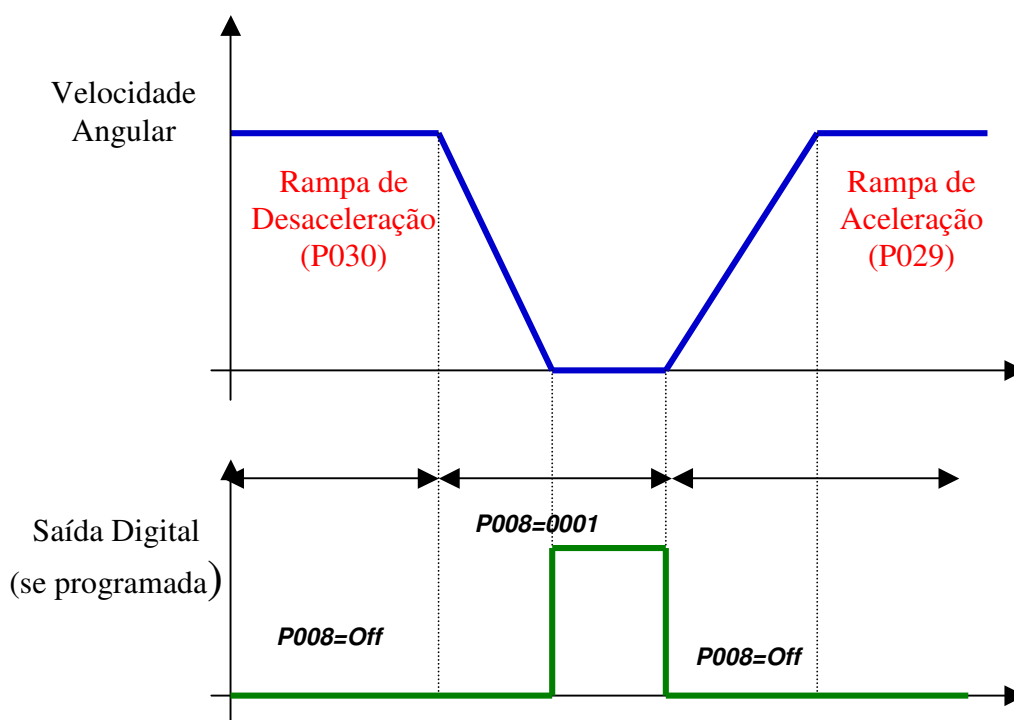 Velocidade
Angular
Rampa de
Desaceleração
(P030)
Rampa de
Aceleração
(P029)
Saída Digital
(se programada)
P008=0001
P008=Off
P008=Off